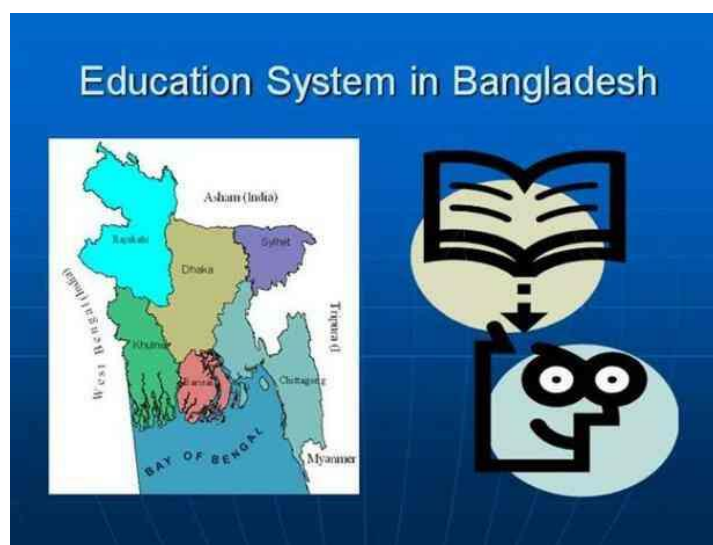 Education System in Bangladesh
Asham (India)
Rajshahi
Sylhet
Dhaka
West Bengal (India)
Tripura (I
Khulna
Barisal
Chittagong
BAY OF BENGAL
Myanmer